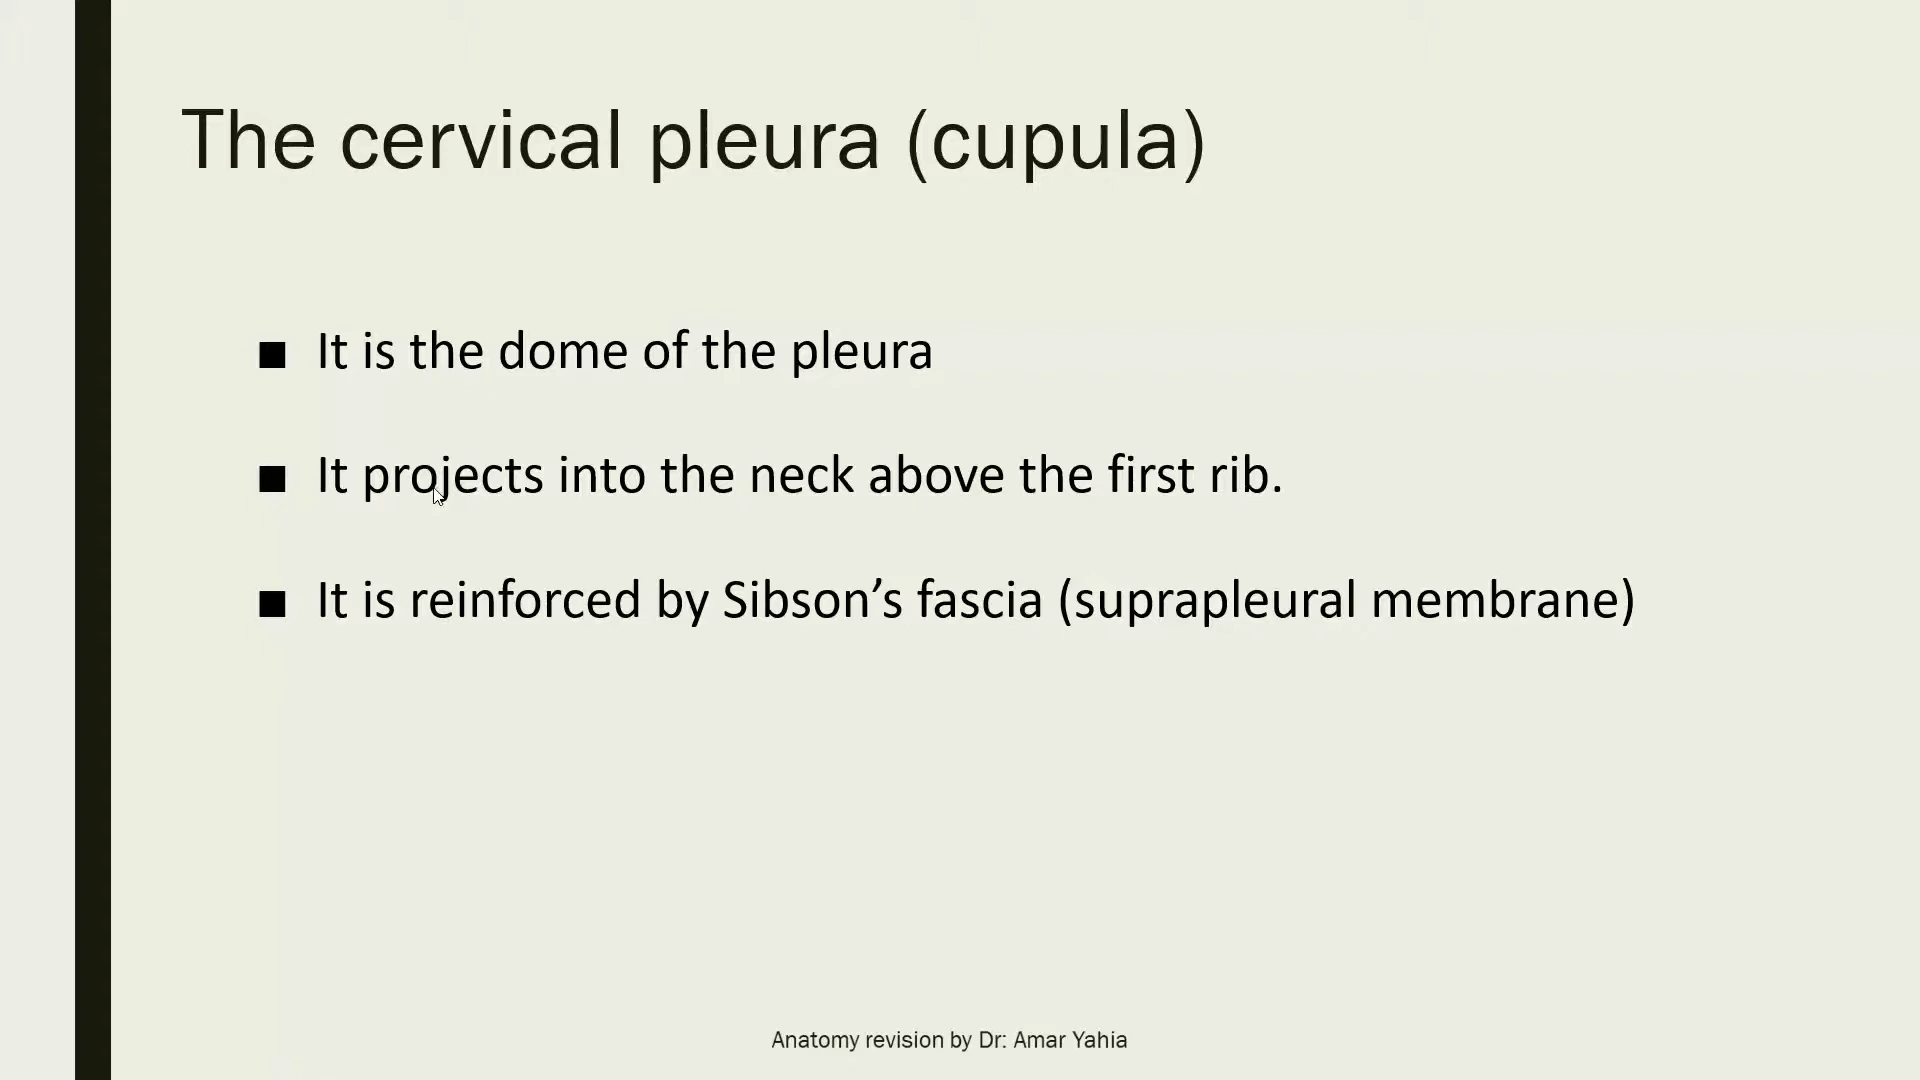 The cervical pleura (cupula)
■ It is the dome of the pleura
■ It projects into the neck above the first rib.
■ It is reinforced by Sibson’s fascia (suprapleural membrane)
Anatomy revision by Dr: Amar Yahia